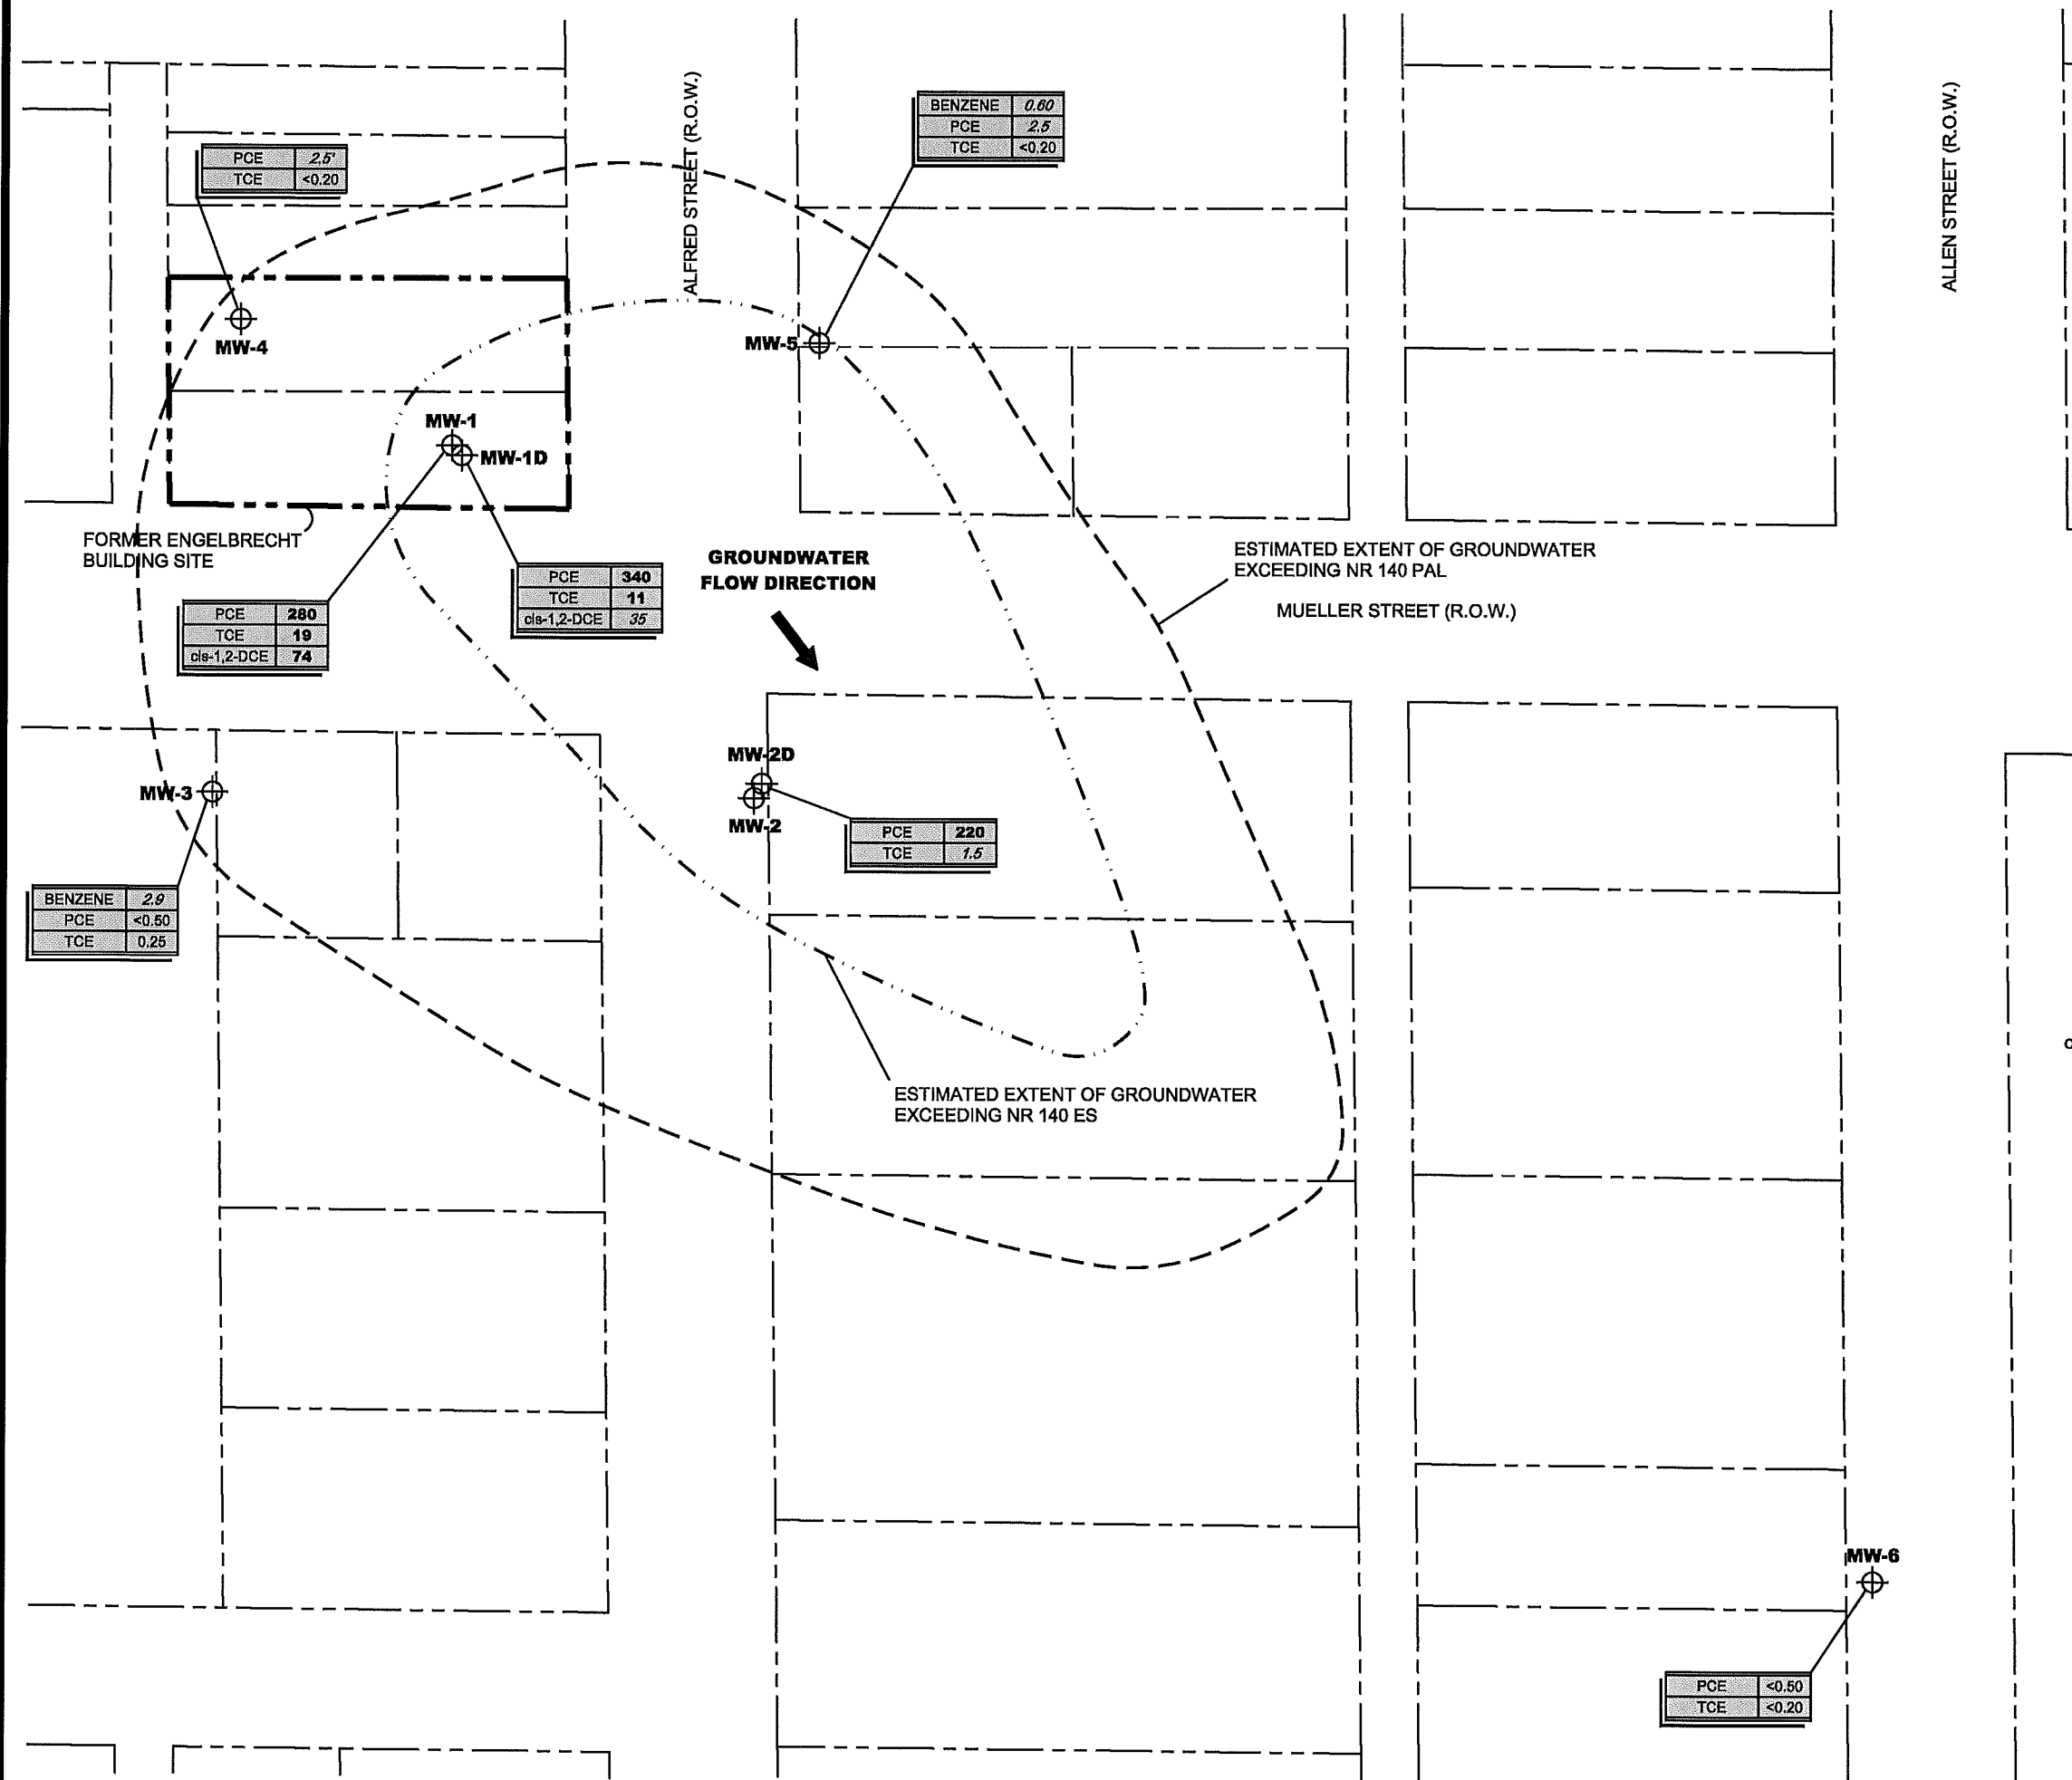 ALFRED STREET (R.O.W.)
ALLEN STREET (R.O.W.)
BENZENE 0.60
PCE 2.5
TCE <0.20
PCE 2.5'
TCE <0.20
MW-4
MW-5
MW-1
MW-1D
FORMER ENGELBRECHT
BUILDING SITE
GROUNDWATER
FLOW DIRECTION
ESTIMATED EXTENT OF GROUNDWATER
EXCEEDING NR 140 PAL
MUELLER STREET (R.O.W.)
PCE 340
TCE 11
cis-1,2-DCE 35
PCE 280
TCE 19
cis-1,2-DCE 74
MW-2D
MW-3
MW-2
PCE 220
TCE 1.5
BENZENE 2.9
PCE <0.50
TCE 0.25
ESTIMATED EXTENT OF GROUNDWATER
EXCEEDING NR 140 ES
MW-6
PCE <0.50
TCE <0.20